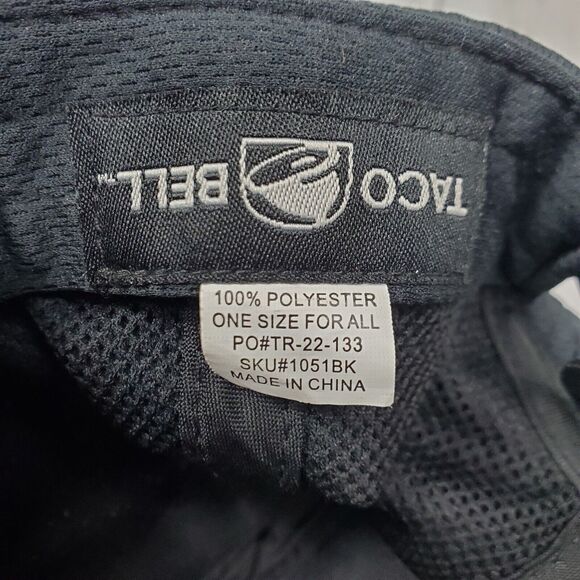 TACO BELL™
100% POLYESTER
ONE SIZE FOR ALL
PO#TR-22-133
SKU#1051BK
MADE IN CHINA